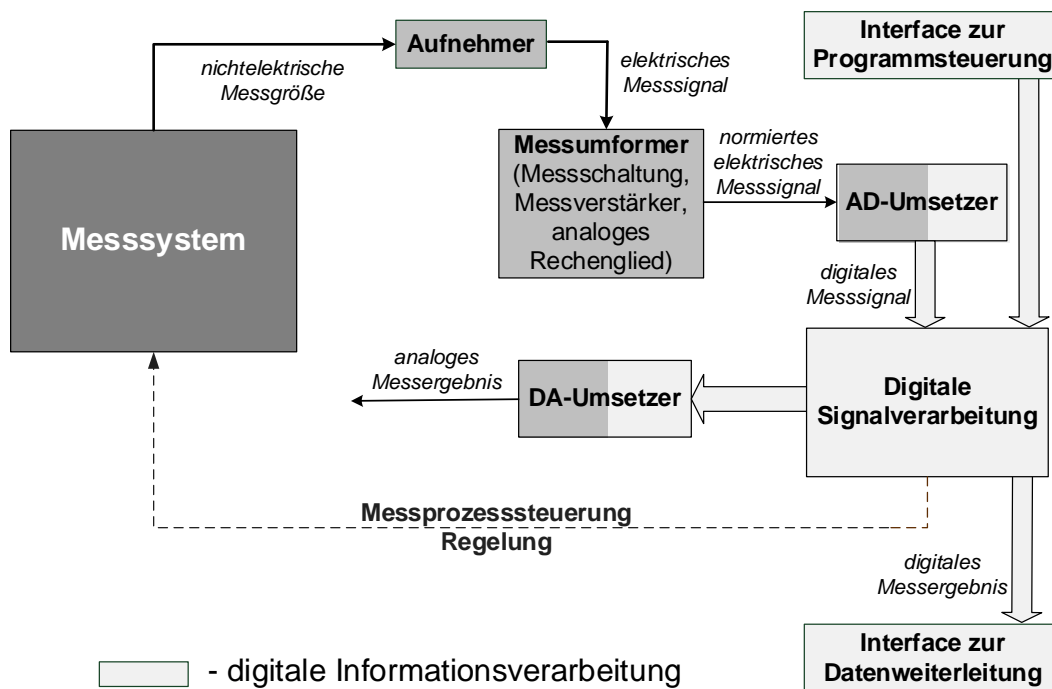 Aufnehmer
Interface zur
Programmsteuerung
nichtelektrische
Messgröße
elektrisches
Messsignal
Messsystem
Messumformer
(Messschaltung,
Messverstärker,
analoges
Rechenglied)
normiertes
elektrisches
Messsignal
AD-Umsetzer
digitales
Messsignal
analoges
Messergebnis
DA-Umsetzer
Digitale
Signalverarbeitung
Messprozesssteuerung
Regelung
digitales
Messergebnis
Interface zur
Datenweiterleitung
- digitale Informationsverarbeitung